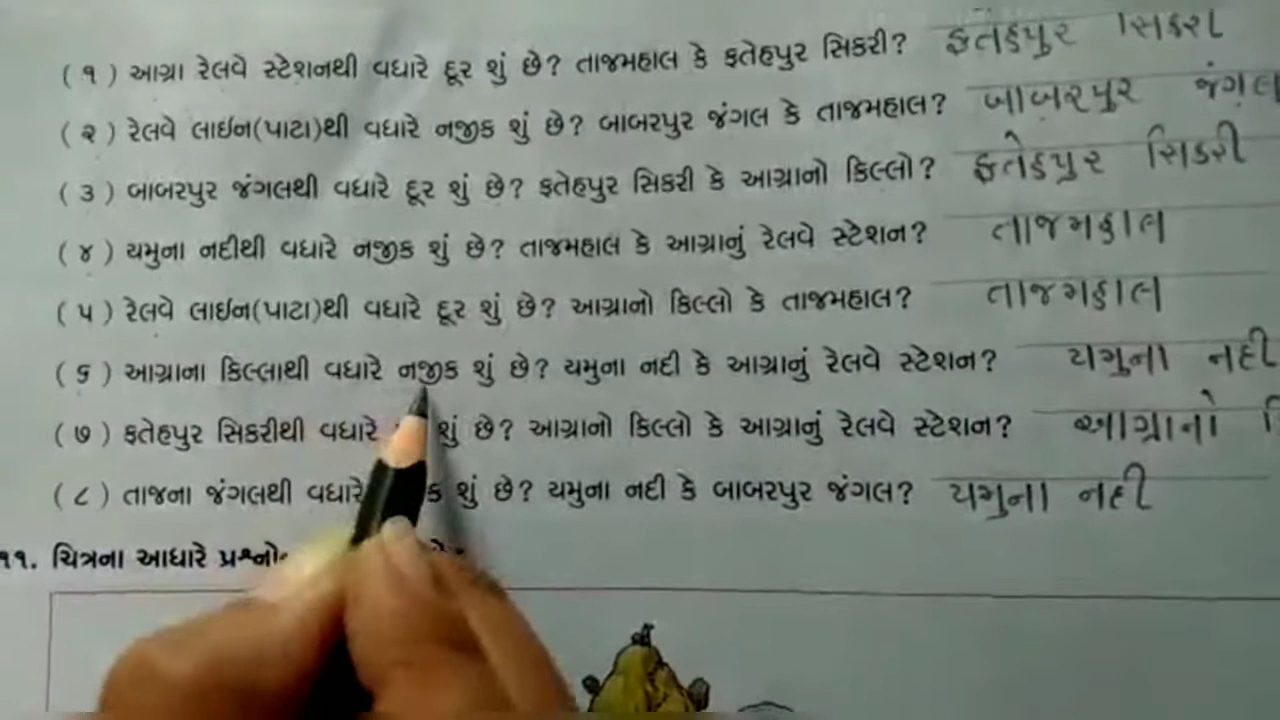 (૧) આગ્રા રેલવે સ્ટેશનથી વધારે દૂર શું છે? તાજમહાલ કે ફતેહપુર સિકરી? ફતેહપુર સિકરી
(૨) રેલવે લાઇન(પાટા)થી વધારે નજીક શું છે? બાબરપુર જંગલ કે તાજમહાલ? બાબરપુર જંગલ
(૩) બાબરપુર જંગલથી વધારે દૂર શું છે? ફતેહપુર સિકરી કે આગ્રાનો કિલ્લો? ફતેહપુર સિકરી
(૪) યમુના નદીથી વધારે નજીક શું છે? તાજમહાલ કે આગ્રાનું રેલવે સ્ટેશન? તાજમહાલ
(૫) રેલવે લાઇન(પાટા)થી વધારે દૂર શું છે? આગ્રાનો કિલ્લો કે તાજમહાલ? તાજમહાલ
(૬) આગ્રાના કિલ્લાથી વધારે નજીક શું છે? યમુના નદી કે આગ્રાનું રેલવે સ્ટેશન? યમુના નદી
(૭) ફતેહપુર સિકરીથી વધારે શું છે? આગ્રાનો કિલ્લો કે આગ્રાનું રેલવે સ્ટેશન? આગ્રાનો
(૮) તાજના જંગલથી વધારે શું છે? યમુના નદી કે બાબરપુર જંગલ? યમુના નદી
૧૧. ચિત્રના આધારે